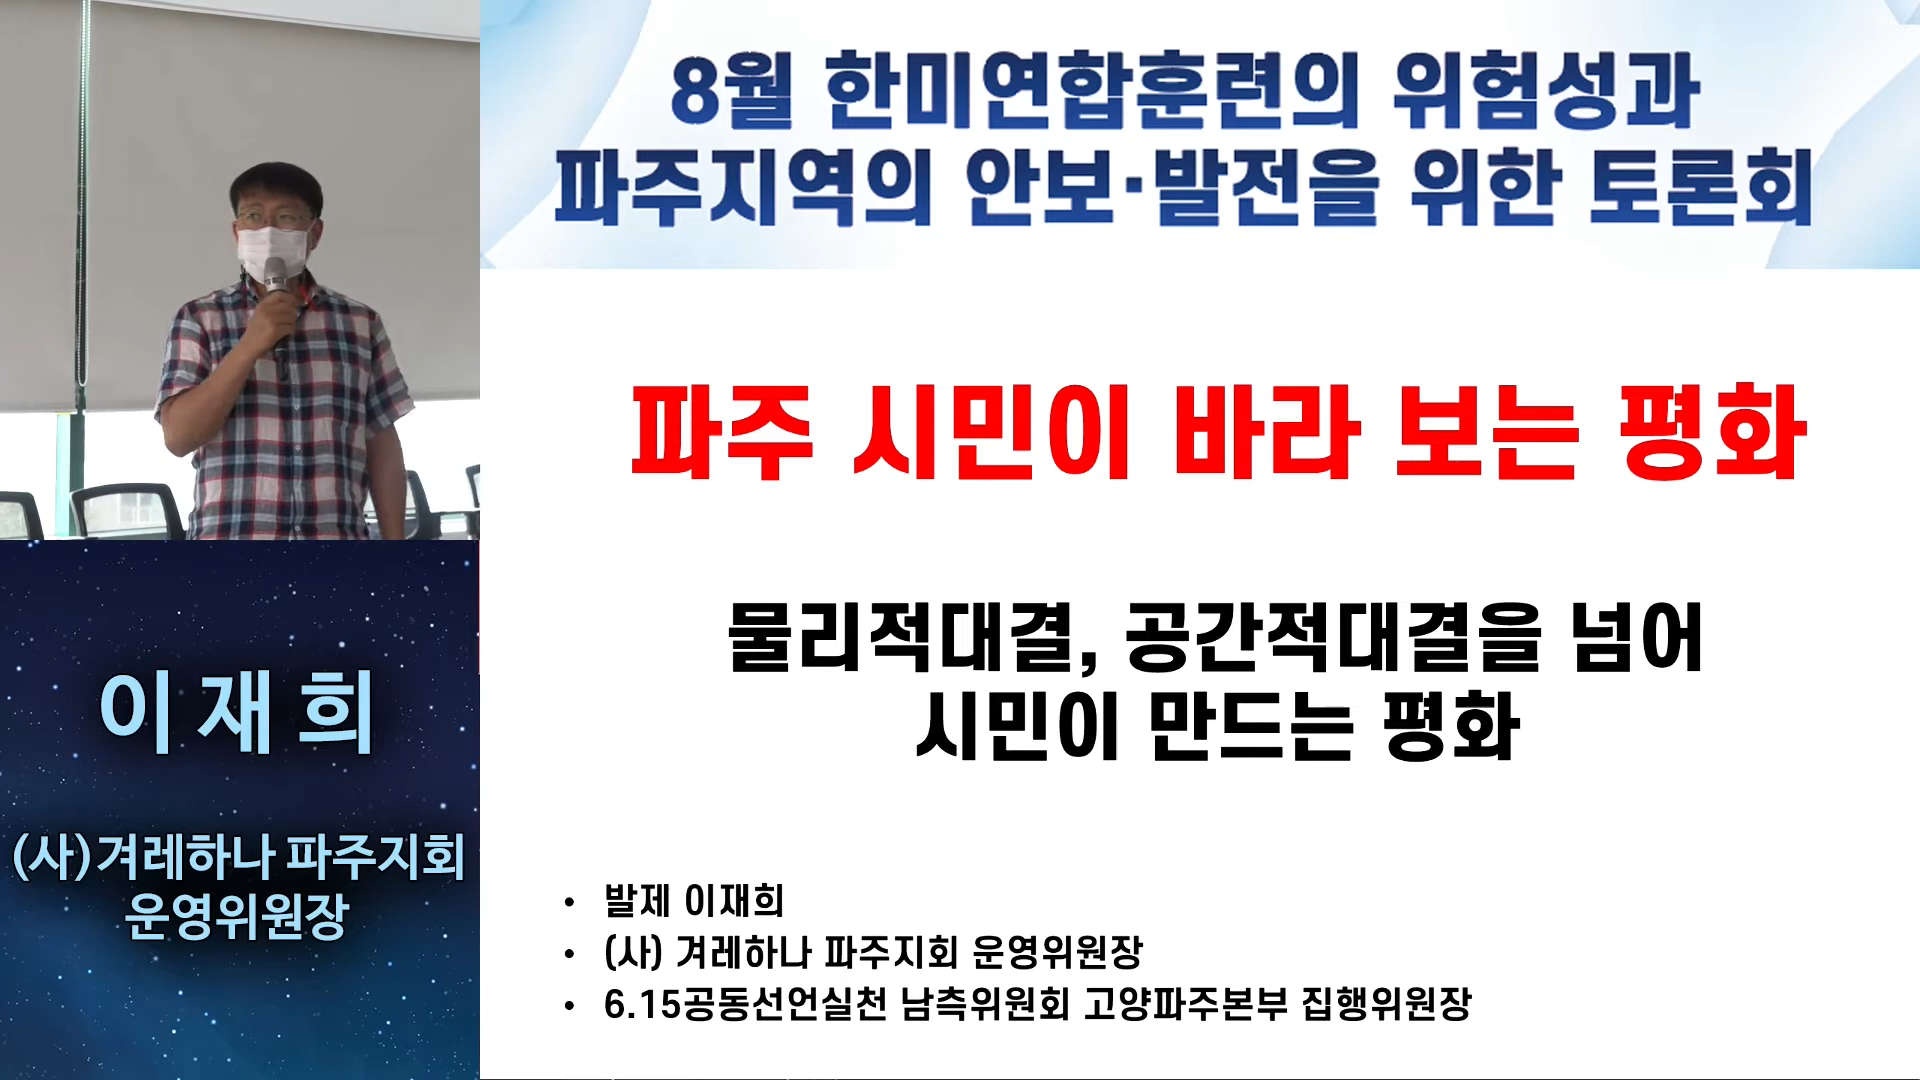 8월 한미연합훈련의 위험성과
파주지역의 안보·발전을 위한 토론회
파주 시민이 바라 보는 평화
물리적대결, 공간적대결을 넘어
시민이 만드는 평화
• 발제 이재희
• (사) 겨레하나 파주지회 운영위원장
• 6.15공동선언실천 남측위원회 고양파주본부 집행위원장
이재희
(사)겨레하나 파주지회
운영위원장